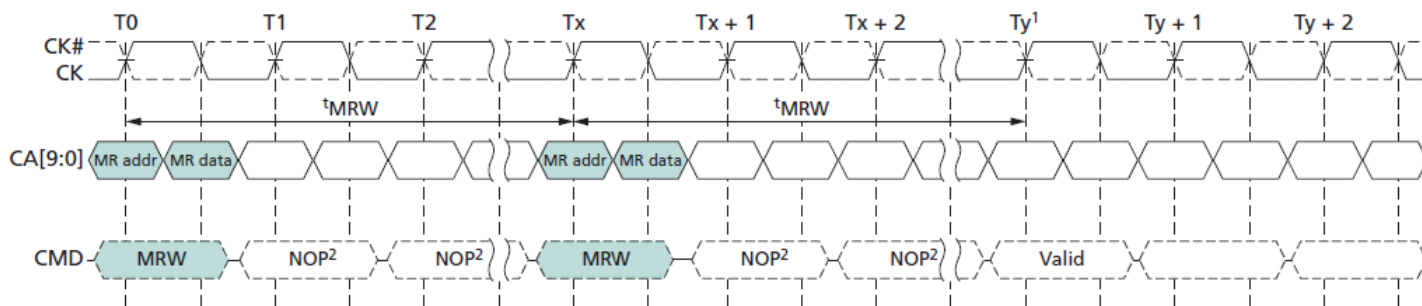 T0 T1 T2 Tx Tx + 1 Tx + 2 Ty¹ Ty + 1 Ty + 2
CK#
CK
ᵗMRW ᵗMRW
CA[9:0] MR addr MR data MR addr MR data
CMD MRW NOP² NOP² MRW NOP² NOP² Valid